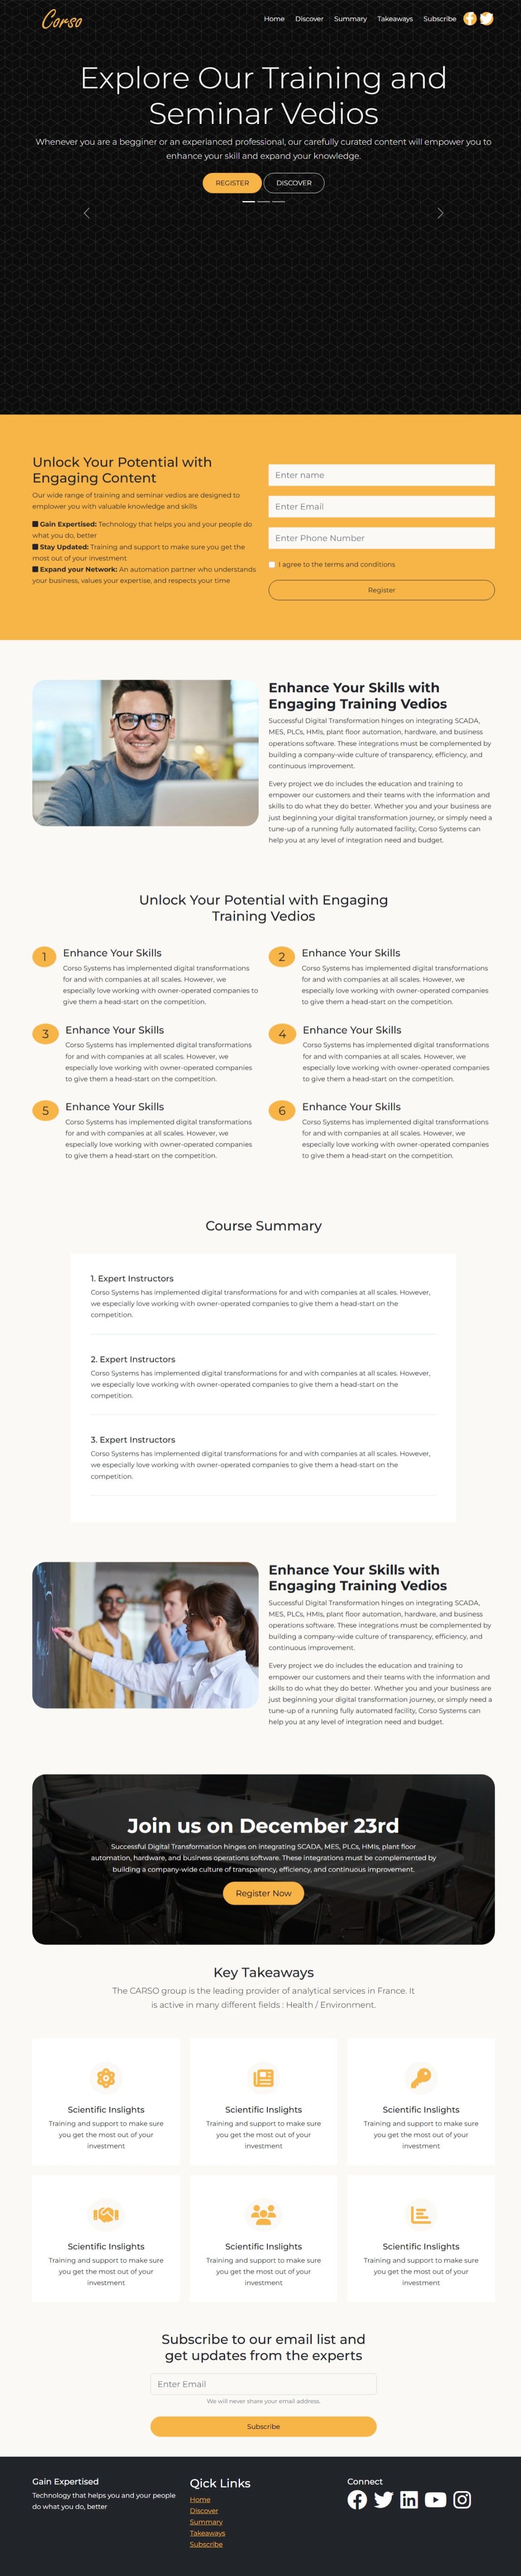 Corso
Home Discover Summary Takeaways Subscribe
Explore Our Training and
Seminar Vedios
Whenever you are a begginer or an experianced professional, our carefully curated content will empower you to
enhance your skill and expand your knowledge.
REGISTER DISCOVER
Unlock Your Potential with
Engaging Content
Our wide range of training and seminar vedios are designed to
emplower you with valuable knowledge and skills
Gain Expertised: Technology that helps you and your people do
what you do, better
Stay Updated: Training and support to make sure you get the
most out of your investment
Expand your Network: An automation partner who understands
your business, values your expertise, and respects your time
Enter name
Enter Email
Enter Phone Number
I agree to the terms and conditions
Register
Enhance Your Skills with
Engaging Training Vedios
Successful Digital Transformation hinges on integrating SCADA,
MES, PLCs, HMIs, plant floor automation, hardware, and business
operations software. These integrations must be complemented by
building a company-wide culture of transparency, efficiency, and
continuous improvement.
Every project we do includes the education and training to
empower our customers and their teams with the information and
skills to do what they do better. Whether you and your business are
just beginning your digital transformation journey, or simply need a
tune-up of a running fully automated facility, Corso Systems can
help you at any level of integration need and budget.
Unlock Your Potential with Engaging
Training Vedios
1 Enhance Your Skills
Corso Systems has implemented digital transformations
for and with companies at all scales. However, we
especially love working with owner-operated companies to
give them a head-start on the competition.
2 Enhance Your Skills
Corso Systems has implemented digital transformations
for and with companies at all scales. However, we
especially love working with owner-operated companies
to give them a head-start on the competition.
3 Enhance Your Skills
Corso Systems has implemented digital transformations
for and with companies at all scales. However, we
especially love working with owner-operated companies
to give them a head-start on the competition.
4 Enhance Your Skills
Corso Systems has implemented digital transformations
for and with companies at all scales. However, we
especially love working with owner-operated companies
to give them a head-start on the competition.
5 Enhance Your Skills
Corso Systems has implemented digital transformations
for and with companies at all scales. However, we
especially love working with owner-operated companies
to give them a head-start on the competition.
6 Enhance Your Skills
Corso Systems has implemented digital transformations
for and with companies at all scales. However, we
especially love working with owner-operated companies
to give them a head-start on the competition.
Course Summary
1. Expert Instructors
Corso Systems has implemented digital transformations for and with companies at all scales. However,
we especially love working with owner-operated companies to give them a head-start on the
competition.
2. Expert Instructors
Corso Systems has implemented digital transformations for and with companies at all scales. However,
we especially love working with owner-operated companies to give them a head-start on the
competition.
3. Expert Instructors
Corso Systems has implemented digital transformations for and with companies at all scales. However,
we especially love working with owner-operated companies to give them a head-start on the
competition.
Enhance Your Skills with
Engaging Training Vedios
Successful Digital Transformation hinges on integrating SCADA,
MES, PLCs, HMIs, plant floor automation, hardware, and business
operations software. These integrations must be complemented by
building a company-wide culture of transparency, efficiency, and
continuous improvement.
Every project we do includes the education and training to
empower our customers and their teams with the information and
skills to do what they do better. Whether you and your business are
just beginning your digital transformation journey, or simply need a
tune-up of a running fully automated facility, Corso Systems can
help you at any level of integration need and budget.
Join us on December 23rd
Successful Digital Transformation hinges on integrating SCADA, MES, PLCs, HMIs, plant floor
automation, hardware, and business operations software. These integrations must be complemented by
building a company-wide culture of transparency, efficiency, and continuous improvement.
Register Now
Key Takeaways
The CARSO group is the leading provider of analytical services in France. It
is active in many different fields : Health / Environment.
Scientific Inslights
Training and support to make sure
you get the most out of your
investment
Scientific Inslights
Training and support to make sure
you get the most out of your
investment
Scientific Inslights
Training and support to make sure
you get the most out of your
investment
Scientific Inslights
Training and support to make sure
you get the most out of your
investment
Scientific Inslights
Training and support to make sure
you get the most out of your
investment
Scientific Inslights
Training and support to make sure
you get the most out of your
investment
Subscribe to our email list and
get updates from the experts
Enter Email
We will never share your email address.
Subscribe
Gain Expertised
Technology that helps you and your people
do what you do, better
Qick Links
Home
Discover
Summary
Takeaways
Subscribe
Connect